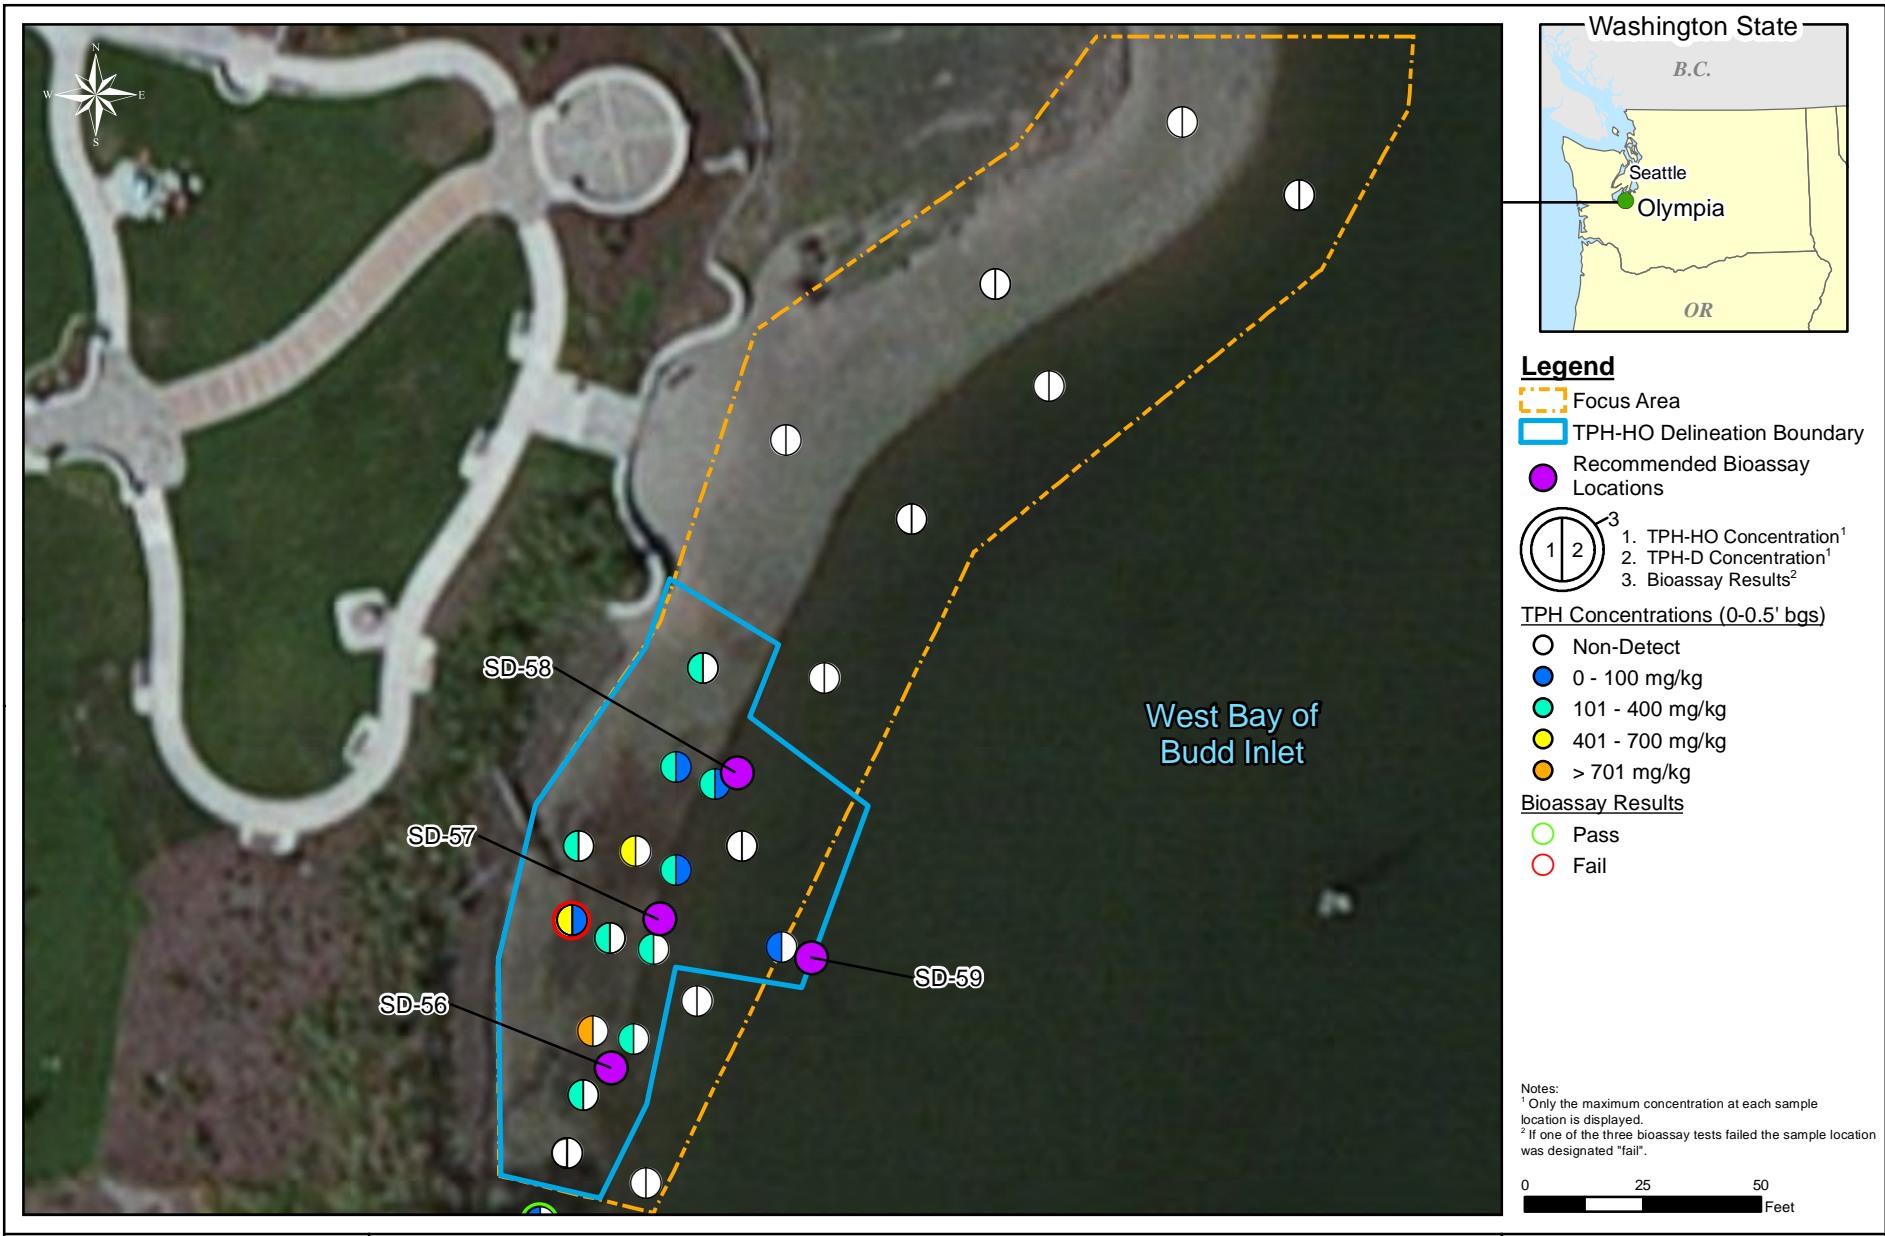 N
W
E
S
SD-58
SD-57
SD-56
SD-59
West Bay of
Budd Inlet
Washington State
B.C.
Seattle
Olympia
OR
Legend
Focus Area
TPH-HO Delineation Boundary
Recommended Bioassay
Locations
1 2 3
1. TPH-HO Concentration¹
2. TPH-D Concentration¹
3. Bioassay Results²
TPH Concentrations (0-0.5' bgs)
Non-Detect
0 - 100 mg/kg
101 - 400 mg/kg
401 - 700 mg/kg
> 701 mg/kg
Bioassay Results
Pass
Fail
Notes:
¹ Only the maximum concentration at each sample
location is displayed.
² If one of the three bioassay tests failed the sample location
was designated "fail".
0 25 50
Feet